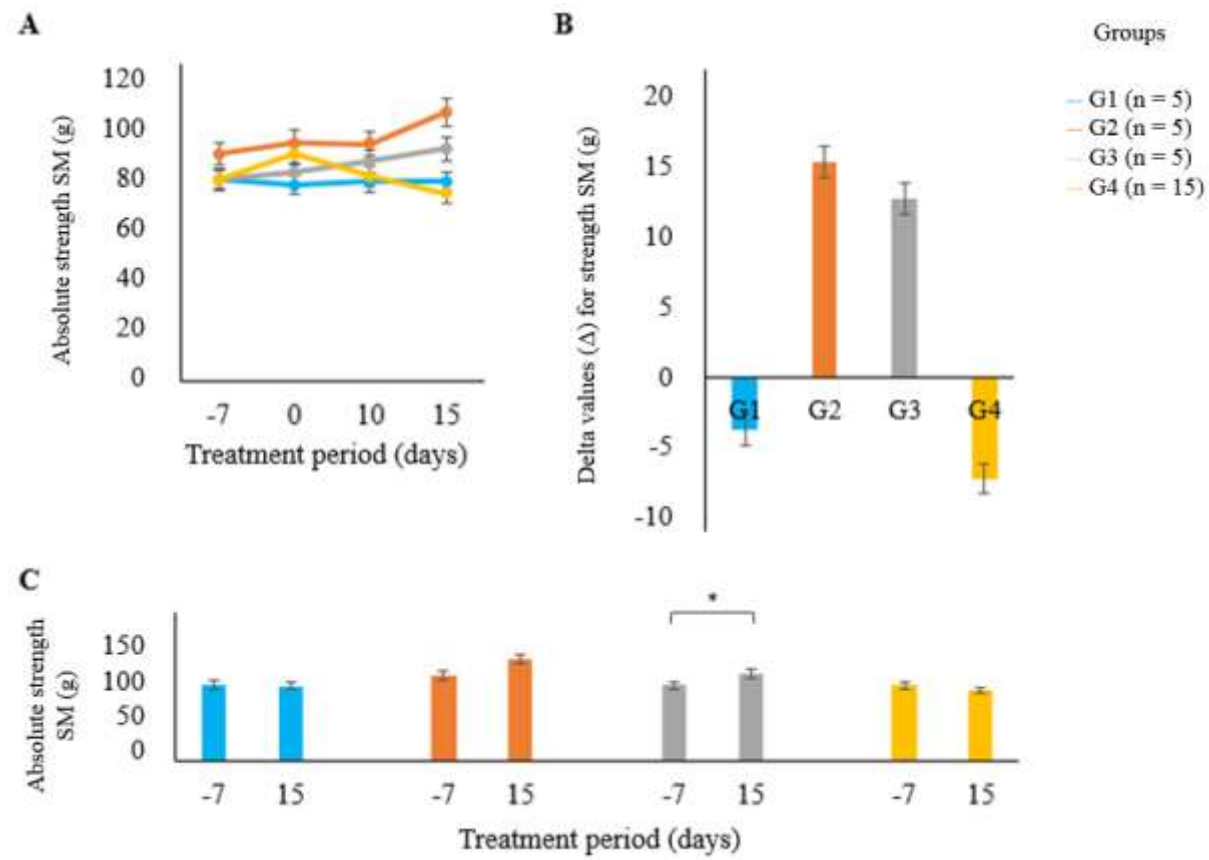 A
Absolute strength SM (g)
120
100
80
60
40
20
0
-7 0 10 15
Treatment period (days)
B
Delta values (Δ) for strength SM (g)
20
15
10
5
0
-5
-10
G1 G2 G3 G4
Groups
G1 (n = 5)
G2 (n = 5)
G3 (n = 5)
G4 (n = 15)
C
Absolute strength
SM (g)
150
100
50
0
*
-7 15 -7 15 -7 15 -7 15
Treatment period (days)